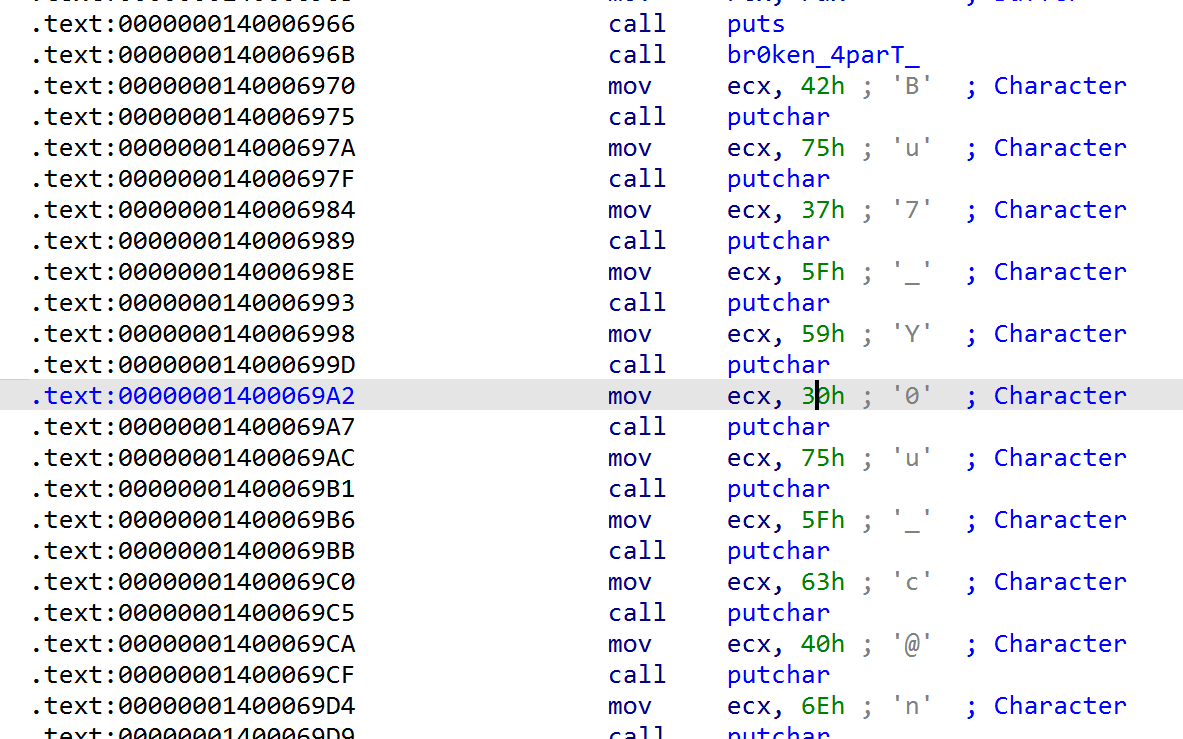 .text:0000000140006966 call puts
.text:000000014000696B call br0ken_4parT_
.text:0000000140006970 mov ecx, 42h ; 'B' ; Character
.text:0000000140006975 call putchar
.text:000000014000697A mov ecx, 75h ; 'u' ; Character
.text:000000014000697F call putchar
.text:0000000140006984 mov ecx, 37h ; '7' ; Character
.text:0000000140006989 call putchar
.text:000000014000698E mov ecx, 5Fh ; '_' ; Character
.text:0000000140006993 call putchar
.text:0000000140006998 mov ecx, 59h ; 'Y' ; Character
.text:000000014000699D call putchar
.text:00000001400069A2 mov ecx, 30h ; '0' ; Character
.text:00000001400069A7 call putchar
.text:00000001400069AC mov ecx, 75h ; 'u' ; Character
.text:00000001400069B1 call putchar
.text:00000001400069B6 mov ecx, 5Fh ; '_' ; Character
.text:00000001400069BB call putchar
.text:00000001400069C0 mov ecx, 63h ; 'c' ; Character
.text:00000001400069C5 call putchar
.text:00000001400069CA mov ecx, 40h ; '@' ; Character
.text:00000001400069CF call putchar
.text:00000001400069D4 mov ecx, 6Eh ; 'n' ; Character
.text:00000001400069D9 call putchar